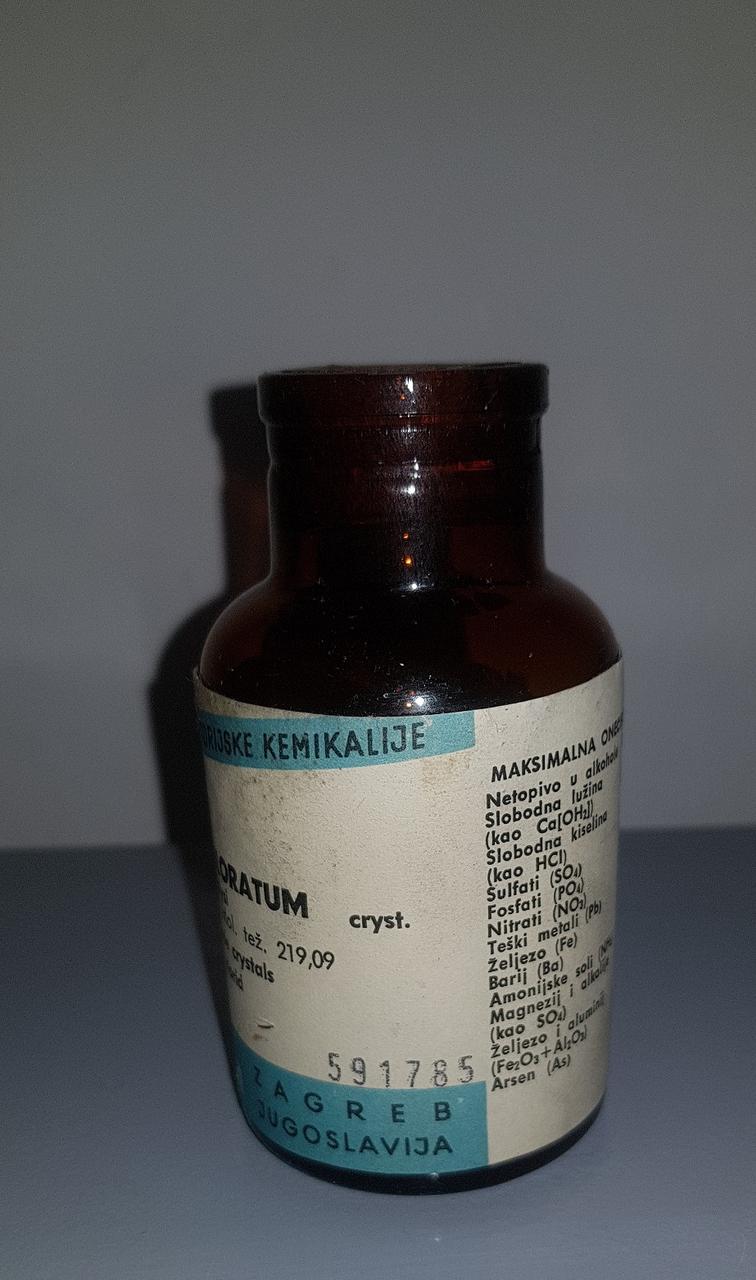 KEMIKALIJE
ORATUM cryst.
tež. 219,09
crystals
591785
ZAGREB
JUGOSLAVIJA
MAKSIMALNA
Netopivo u alkoholu
Slobodna lužina
(kao Ca[OH₂])
Slobodna kiselina
(kao HCl)
Sulfati (SO₄)
Fosfati (PO₄)
Nitrati (NO₃)
Teški metali (Pb)
Željezo (Fe)
Barij (Ba)
Amonijske soli
Magnezij i alkalije
(kao SO₄)
Željezo i aluminij
(Fe₂O₃+Al₂O₃)
Arsen (As)